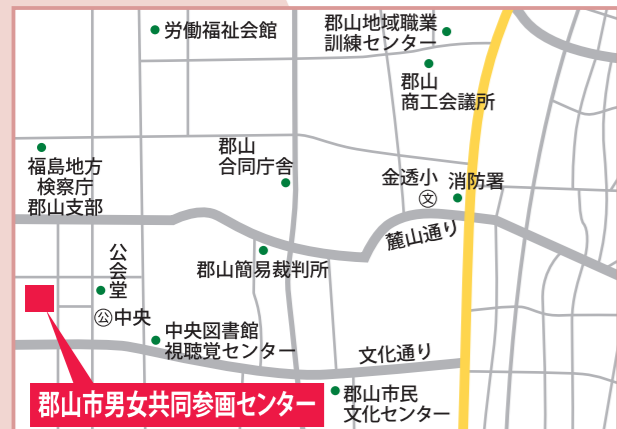 労働福祉会館
郡山地域職業
訓練センター
郡山
商工会議所
福島地方
検察庁
郡山支部
郡山
合同庁舎
金透小
文
消防署
麓山通り
公会堂
郡山簡易裁判所
公中央
中央図書館
視聴覚センター
文化通り
郡山市男女共同参画センター
郡山市民
文化センター